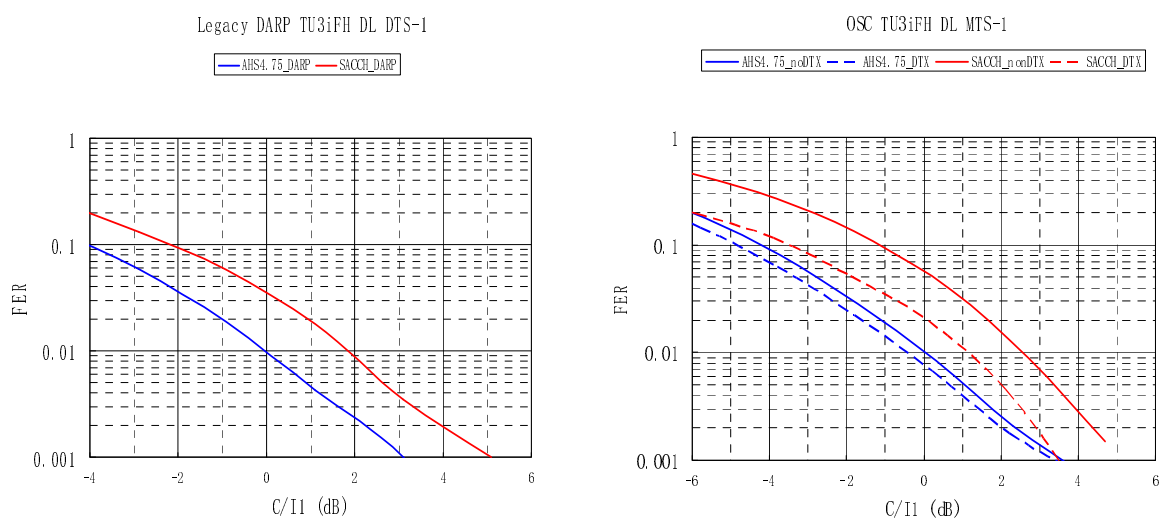 Legacy DARP TU3iFH DL DTS-1
AHS4.75_DARP SACCH_DARP
1
0.1
0.01
0.001
FER
-4 -2 0 2 4 6
C/I1 (dB)
OSC TU3iFH DL MTS-1
AHS4.75_noDTX AHS4.75_DTX SACCH_nonDTX SACCH_DTX
1
0.1
0.01
0.001
FER
-6 -4 -2 0 2 4 6
C/I1 (dB)